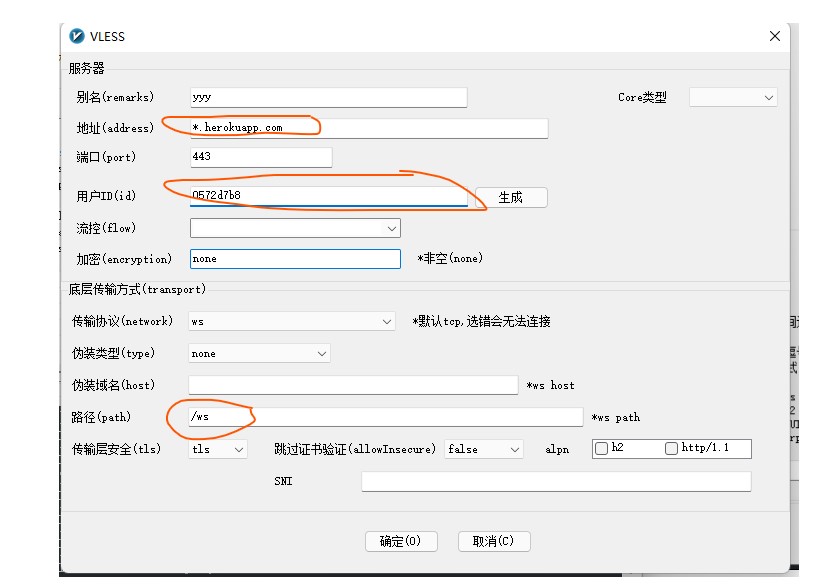 VLESS
服务器
别名(remarks) yyy Core类型
地址(address) *.herokuapp.com
端口(port) 443
用户ID(id) 0572d7b8 生成
流控(flow)
加密(encryption) none *非空(none)
底层传输方式(transport)
传输协议(network) ws *默认tcp,选错会无法连接
伪装类型(type) none
伪装域名(host) *ws host
路径(path) /ws *ws path
传输层安全(tls) tls 跳过证书验证(allowInsecure) false alpn h2 http/1.1
SNI
确定(O) 取消(C)